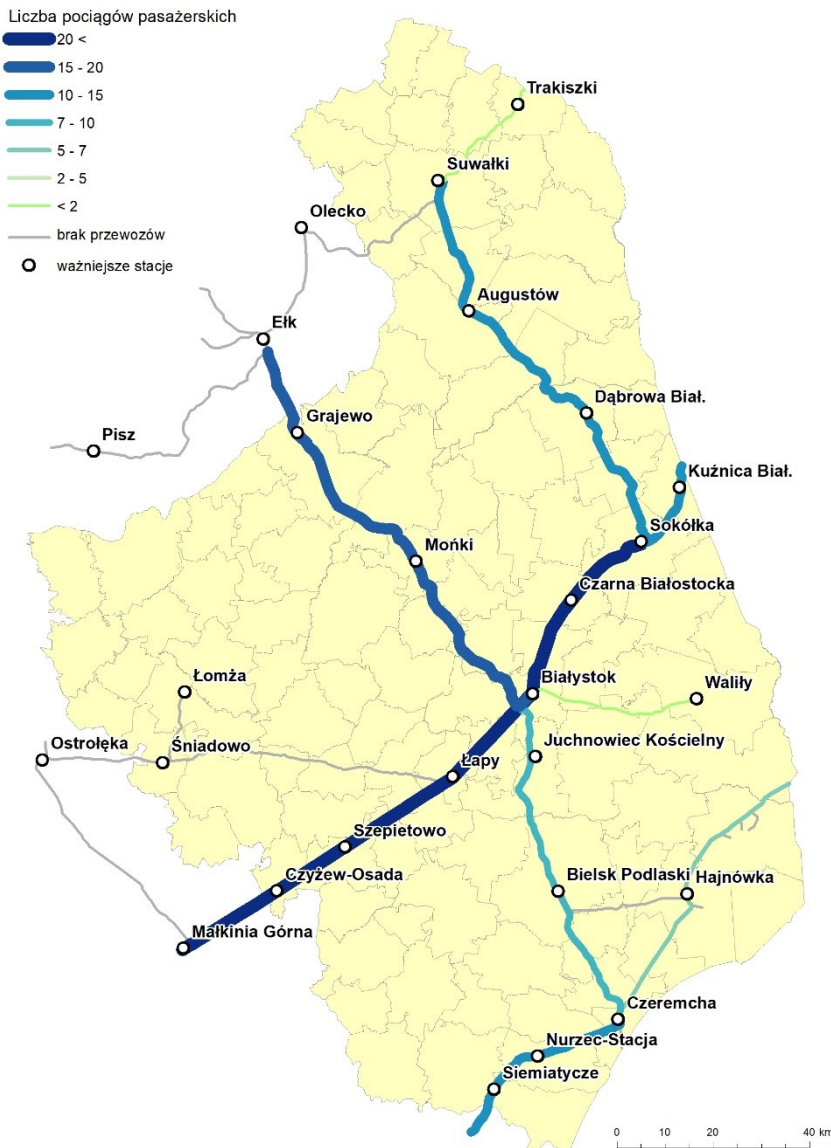 Liczba pociągów pasażerskich
20 <
15 - 20
10 - 15
7 - 10
5 - 7
2 - 5
< 2
brak przewozów
ważniejsze stacje
Trakiszki
Suwałki
Olecko
Augustów
Ełk
Dąbrowa Biał.
Grajewo
Pisz
Kuźnica Biał.
Sokółka
Mońki
Czarna Białostocka
Łomża
Białystok
Waliły
Ostrołęka
Śniadowo
Juchnowiec Kościelny
Łapy
Szepietowo
Czyżew-Osada
Bielsk Podlaski
Hajnówka
Małkinia Górna
Czeremcha
Nurzec-Stacja
Siemiatycze
0 10 20 40 km